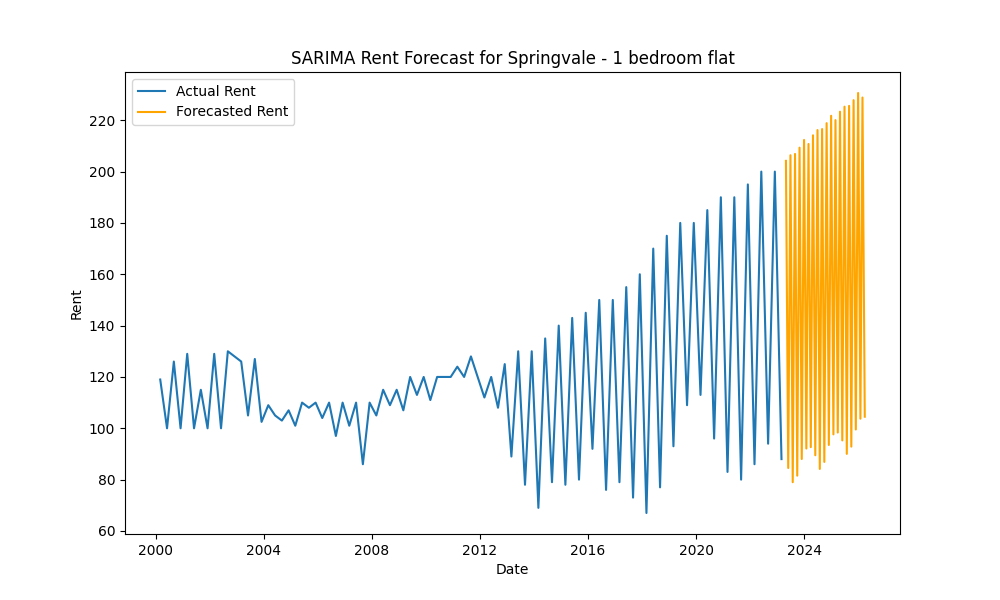 SARIMA Rent Forecast for Springvale - 1 bedroom flat
Actual Rent
Forecasted Rent
220
200
180
160
140
120
100
80
60
Rent
2000 2004 2008 2012 2016 2020 2024
Date